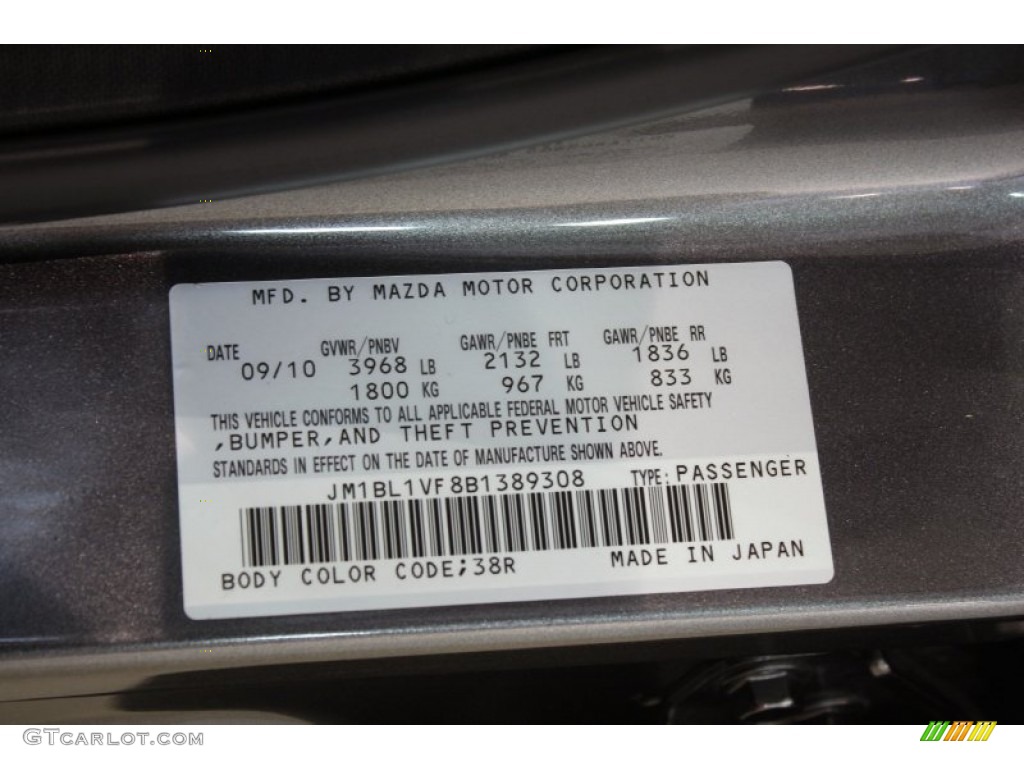 MFD. BY MAZDA MOTOR CORPORATION
DATE GVWR/PNBV GAWR/PNBE FRT GAWR/PNBE RR
09/10 3968 LB 2132 LB 1836 LB
1800 KG 967 KG 833 KG
THIS VEHICLE CONFORMS TO ALL APPLICABLE FEDERAL MOTOR VEHICLE SAFETY
,BUMPER,AND THEFT PREVENTION
STANDARDS IN EFFECT ON THE DATE OF MANUFACTURE SHOWN ABOVE.
JM1BL1VF8B1389308 TYPE: PASSENGER
BODY COLOR CODE;38R MADE IN JAPAN
GTcarlot.com